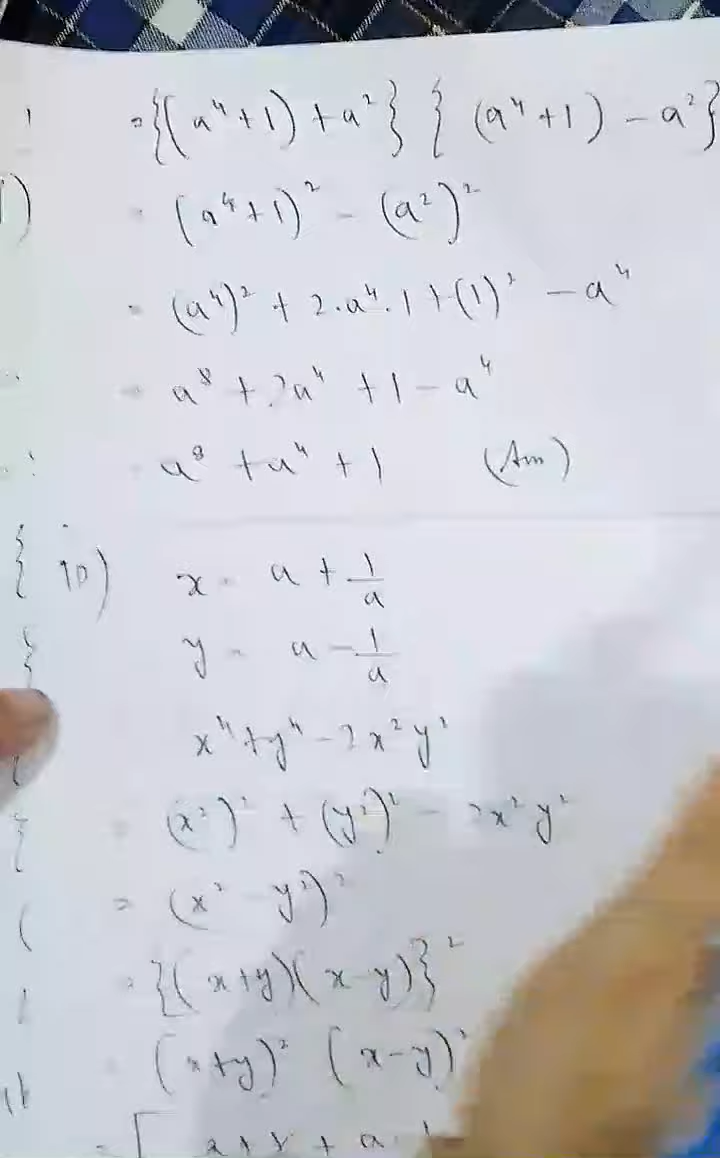 = {(a⁴+1) + a²} { (a⁴+1) - a²}
= (a⁴+1)² - (a²)²
= (a⁴)² + 2.a⁴.1 + (1)² - a⁴
= a⁸ + 2a⁴ + 1 - a⁴
= a⁸ + a⁴ + 1 (Am)
10) x = a + 1/a
y = a - 1/a
x⁴ + y⁴ - 2x²y²
= (x²)² + (y²)² - 2x²y²
= (x² - y²)²
= {(x+y)(x-y)}²
= (x+y)² (x-y)²